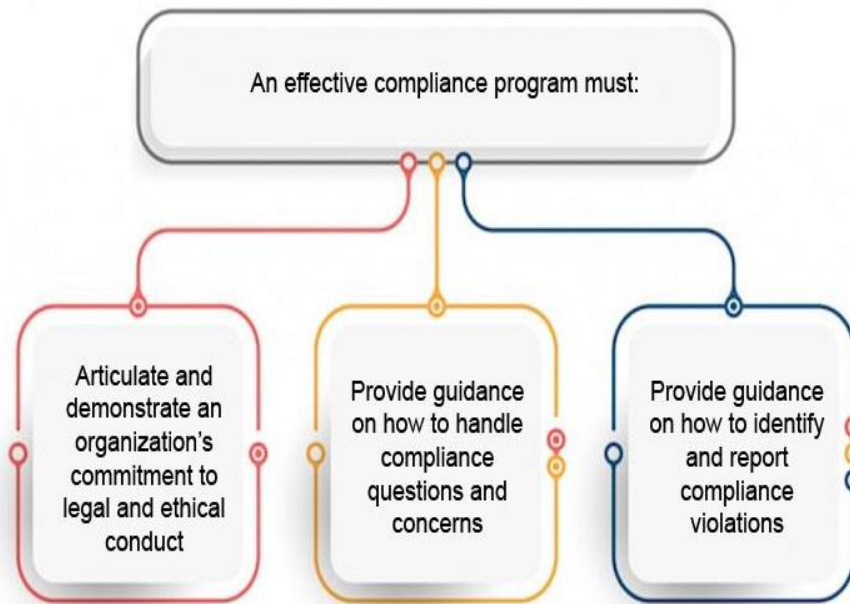 An effective compliance program must:
Articulate and
demonstrate an
organization's
commitment to
legal and ethical
conduct
Provide guidance
on how to handle
compliance
questions and
concerns
Provide guidance
on how to identify
and report
compliance
violations